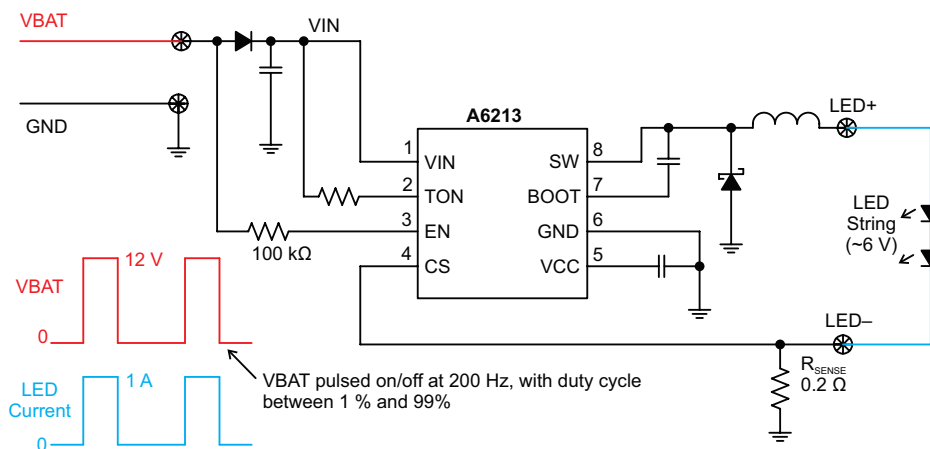 VBAT
VIN
GND
A6213
LED+
1
VIN
SW
8
2
TON
BOOT
7
3
EN
GND
6
100 kΩ
4
CS
VCC
5
LED
String
(~6 V)
VBAT
12 V
0
LED–
VBAT pulsed on/off at 200 Hz, with duty cycle
between 1 % and 99%
RSENSE
0.2 Ω
LED
Current
1 A
0